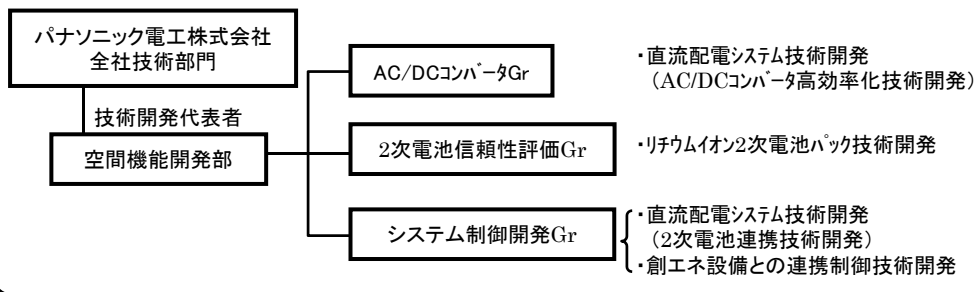 パナソニック電工株式会社
全社技術部門
技術開発代表者
空間機能開発部
AC/DCｺﾝﾊﾞｰﾀGr
・直流配電システム技術開発
（AC/DCｺﾝﾊﾞｰﾀ高効率化技術開発）
2次電池信頼性評価Gr
・ﾘﾁｳﾑｲｵﾝ2次電池ﾊﾟｯｸ技術開発
システム制御開発Gr
・直流配電ｼｽﾃﾑ技術開発
（2次電池連携技術開発）
・創エネ設備との連携制御技術開発